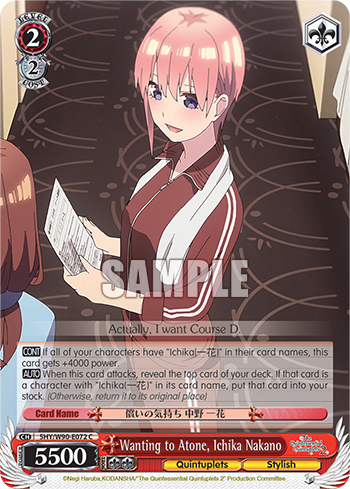 LEVEL
2
2
COST
SAMPLE
Actually, I want Course D.
CONT If all of your characters have "Ichika(一花)" in their card names, this
card gets +4000 power.
AUTO When this card attacks, reveal the top card of your deck. If that card is
a character with "Ichika(一花)" in its card name, put that card into your
stock. (Otherwise, return it to its original place)
Card Name 償いの気持ち 中野 一花
CH 5HY/W90-E072 C
POWER 5500
Wanting to Atone, Ichika Nakano
Quintuplets Stylish
©Negi Haruba,KODANSHA/"The Quintessential Quintuplets 2" Production Committee.